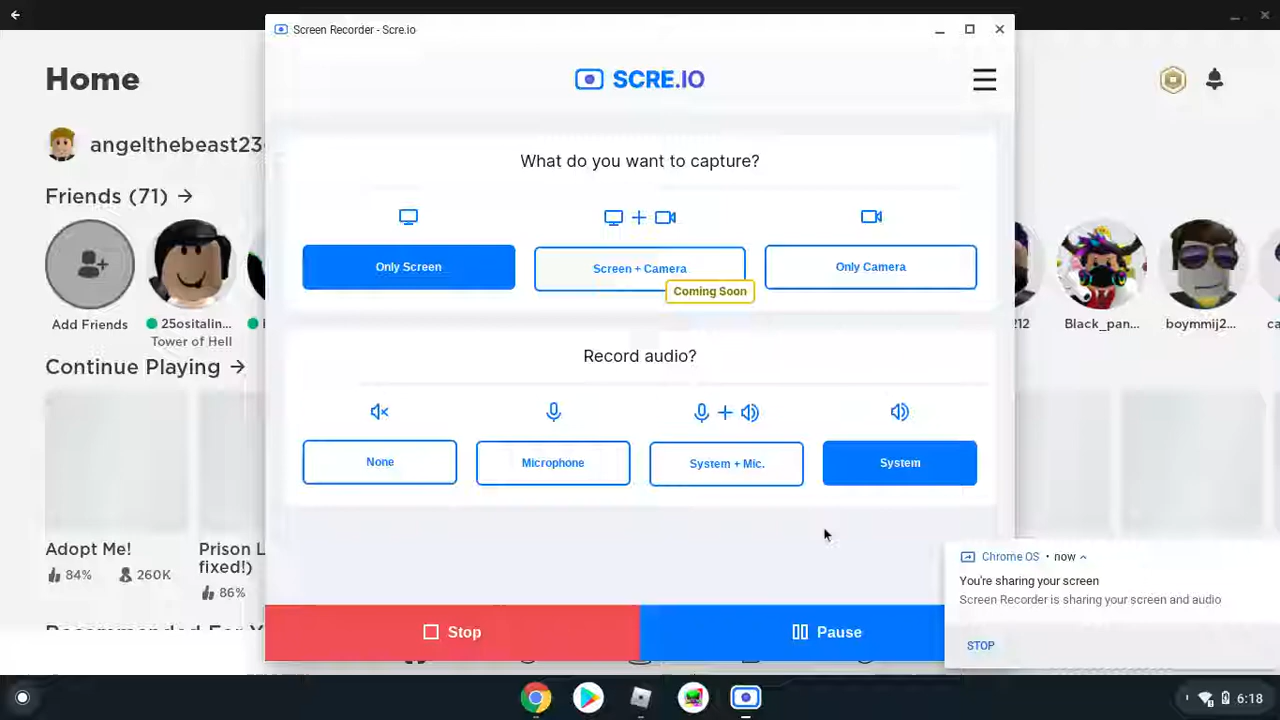 Screen Recorder - Scre.io
SCRE.IO
Home
angelthebeast23
Friends (71) →
Add Friends
25ositalin...
Tower of Hell
Continue Playing →
Adopt Me!
84% 260K
Prison L
fixed!)
86%
What do you want to capture?
Only Screen
Screen + Camera
Coming Soon
Only Camera
Record audio?
None
Microphone
System + Mic.
System
212
Black_pan...
boymmij2...
Stop
Pause
Chrome OS • now
You're sharing your screen
Screen Recorder is sharing your screen and audio
STOP
6:18